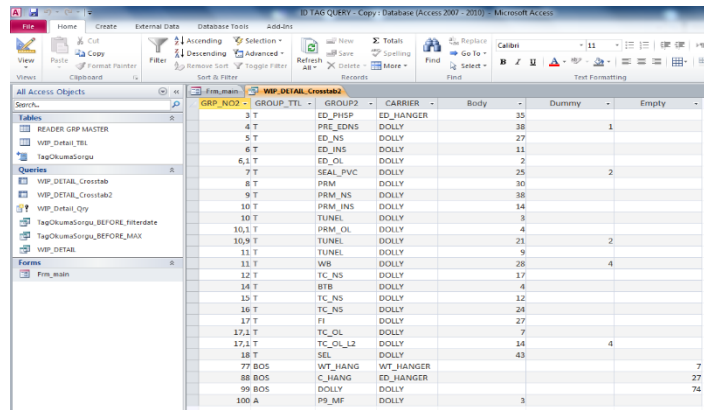 A ID TAG QUERY - Copy : Database (Access 2007 - 2010) - Microsoft Access
File Home Create External Data Database Tools Add-Ins
View Paste Cut Copy Format Painter
Filter Ascending Descending Remove Sort Selection Advanced Toggle Filter
Refresh All New Save Delete Totals Spelling More
Find Replace Go To Select
Calibri 11
B I U A
Views Clipboard Sort & Filter Records Find Text Formatting
All Access Objects
Search...
Tables
READER GRP MASTER
WIP_Detail_TBL
TagOkumaSorgu
Queries
WIP_DETAIL_Crosstab
WIP_DETAIL_Crosstab2
WIP_Detail_Qry
TagOkumaSorgu_BEFORE_filterdate
TagOkumaSorgu_BEFORE_MAX
WIP_DETAIL
Forms
Frm_main
Frm_main WIP_DETAIL_Crosstab2
GRP_NO2 GROUP_TTL GROUP2 CARRIER Body Dummy Empty
3 T ED_PHSP ED_HANGER 35
4 T PRE_EDNS DOLLY 38 1
5 T ED_NS DOLLY 27
6 T ED_INS DOLLY 11
6,1 T ED_OL DOLLY 2
7 T SEAL_PVC DOLLY 25 2
8 T PRM DOLLY 30
9 T PRM_NS DOLLY 38
10 T PRM_INS DOLLY 14
10 T TUNEL DOLLY 3
10,1 T PRM_OL DOLLY 4
10,9 T TUNEL DOLLY 21 2
11 T TUNEL DOLLY 9
11 T WB DOLLY 28 4
12 T TC_NS DOLLY 17
14 T BTB DOLLY 4
15 T TC_NS DOLLY 12
16 T TC_NS DOLLY 24
17 T FI DOLLY 27
17,1 T TC_OL DOLLY 7
17,1 T TC_OL_L2 DOLLY 14 4
18 T SEL DOLLY 43
77 BOS WT_HANG WT_HANGER 7
88 BOS C_HANG ED_HANGER 27
99 BOS DOLLY DOLLY 74
100 A P9_MF DOLLY 3